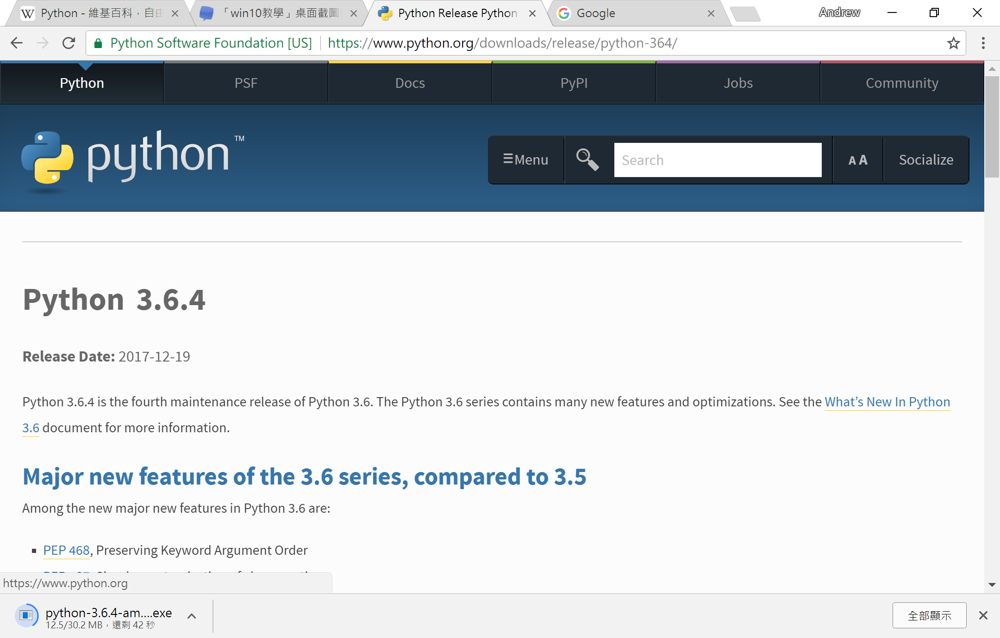 Python - 維基百科，自由
「win10教學」桌面截圖
Python Release Python
Google
Andrew
Python Software Foundation [US]
https://www.python.org/downloads/release/python-364/
Python
PSF
Docs
PyPI
Jobs
Community
python™
Menu
Search
A A
Socialize
Python 3.6.4
Release Date: 2017-12-19
Python 3.6.4 is the fourth maintenance release of Python 3.6. The Python 3.6 series contains many new features and optimizations. See the What’s New In Python
3.6 document for more information.
Major new features of the 3.6 series, compared to 3.5
Among the new major new features in Python 3.6 are:
PEP 468, Preserving Keyword Argument Order
https://www.python.org
python-3.6.4-am....exe
12.5/30.2 MB，還剩 42 秒
全部顯示